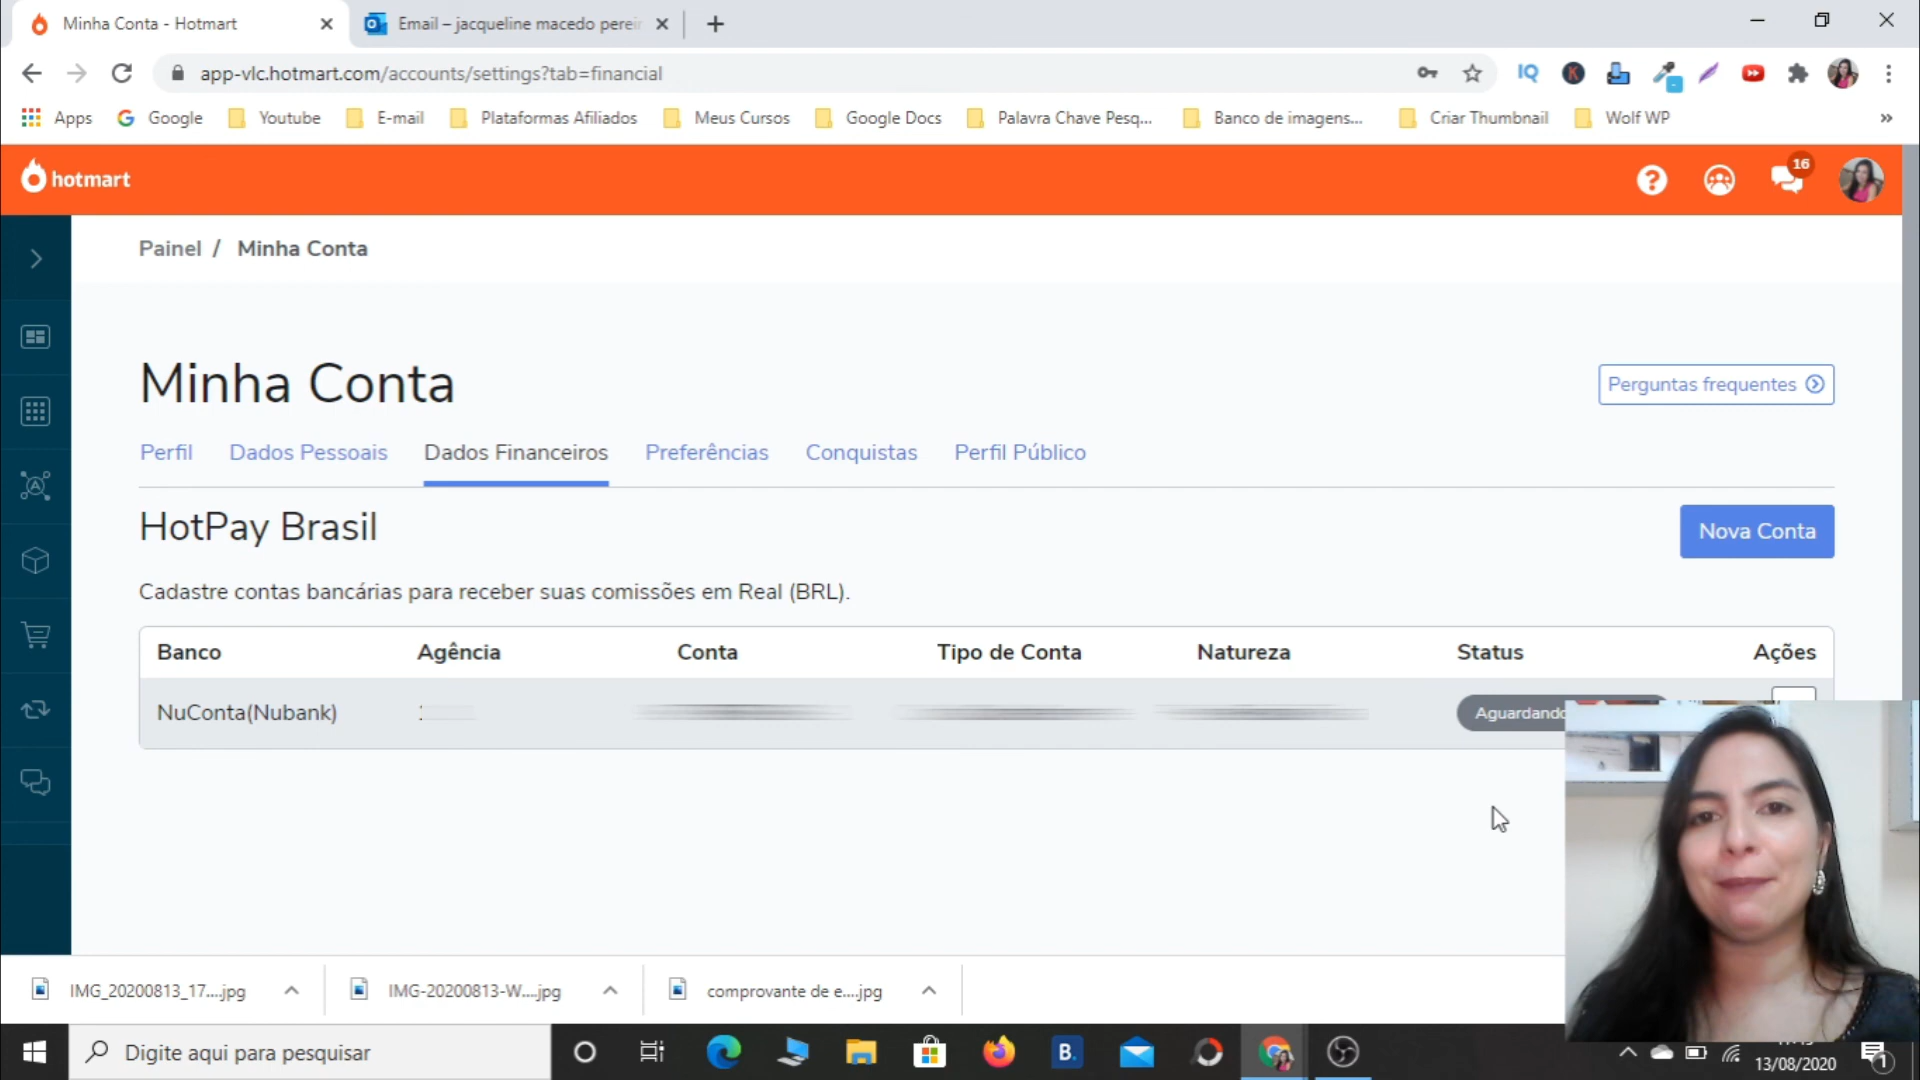 Minha Conta - Hotmart
Email – jacqueline macedo pereir
app-vlc.hotmart.com/accounts/settings?tab=financial
IQ
K
Apps
Google
Youtube
E-mail
Plataformas Afiliados
Meus Cursos
Google Docs
Palavra Chave Pesq...
Banco de imagens...
Criar Thumbnail
Wolf WP
»
hotmart
?
16
Painel / Minha Conta
Minha Conta
Perguntas frequentes
Perfil
Dados Pessoais
Dados Financeiros
Preferências
Conquistas
Perfil Público
HotPay Brasil
Nova Conta
Cadastre contas bancárias para receber suas comissões em Real (BRL).
Banco
Agência
Conta
Tipo de Conta
Natureza
Status
Ações
NuConta(Nubank)
Aguardando
IMG_20200813_17....jpg
IMG-20200813-W....jpg
comprovante de e....jpg
Digite aqui para pesquisar
B.
13/08/2020
1